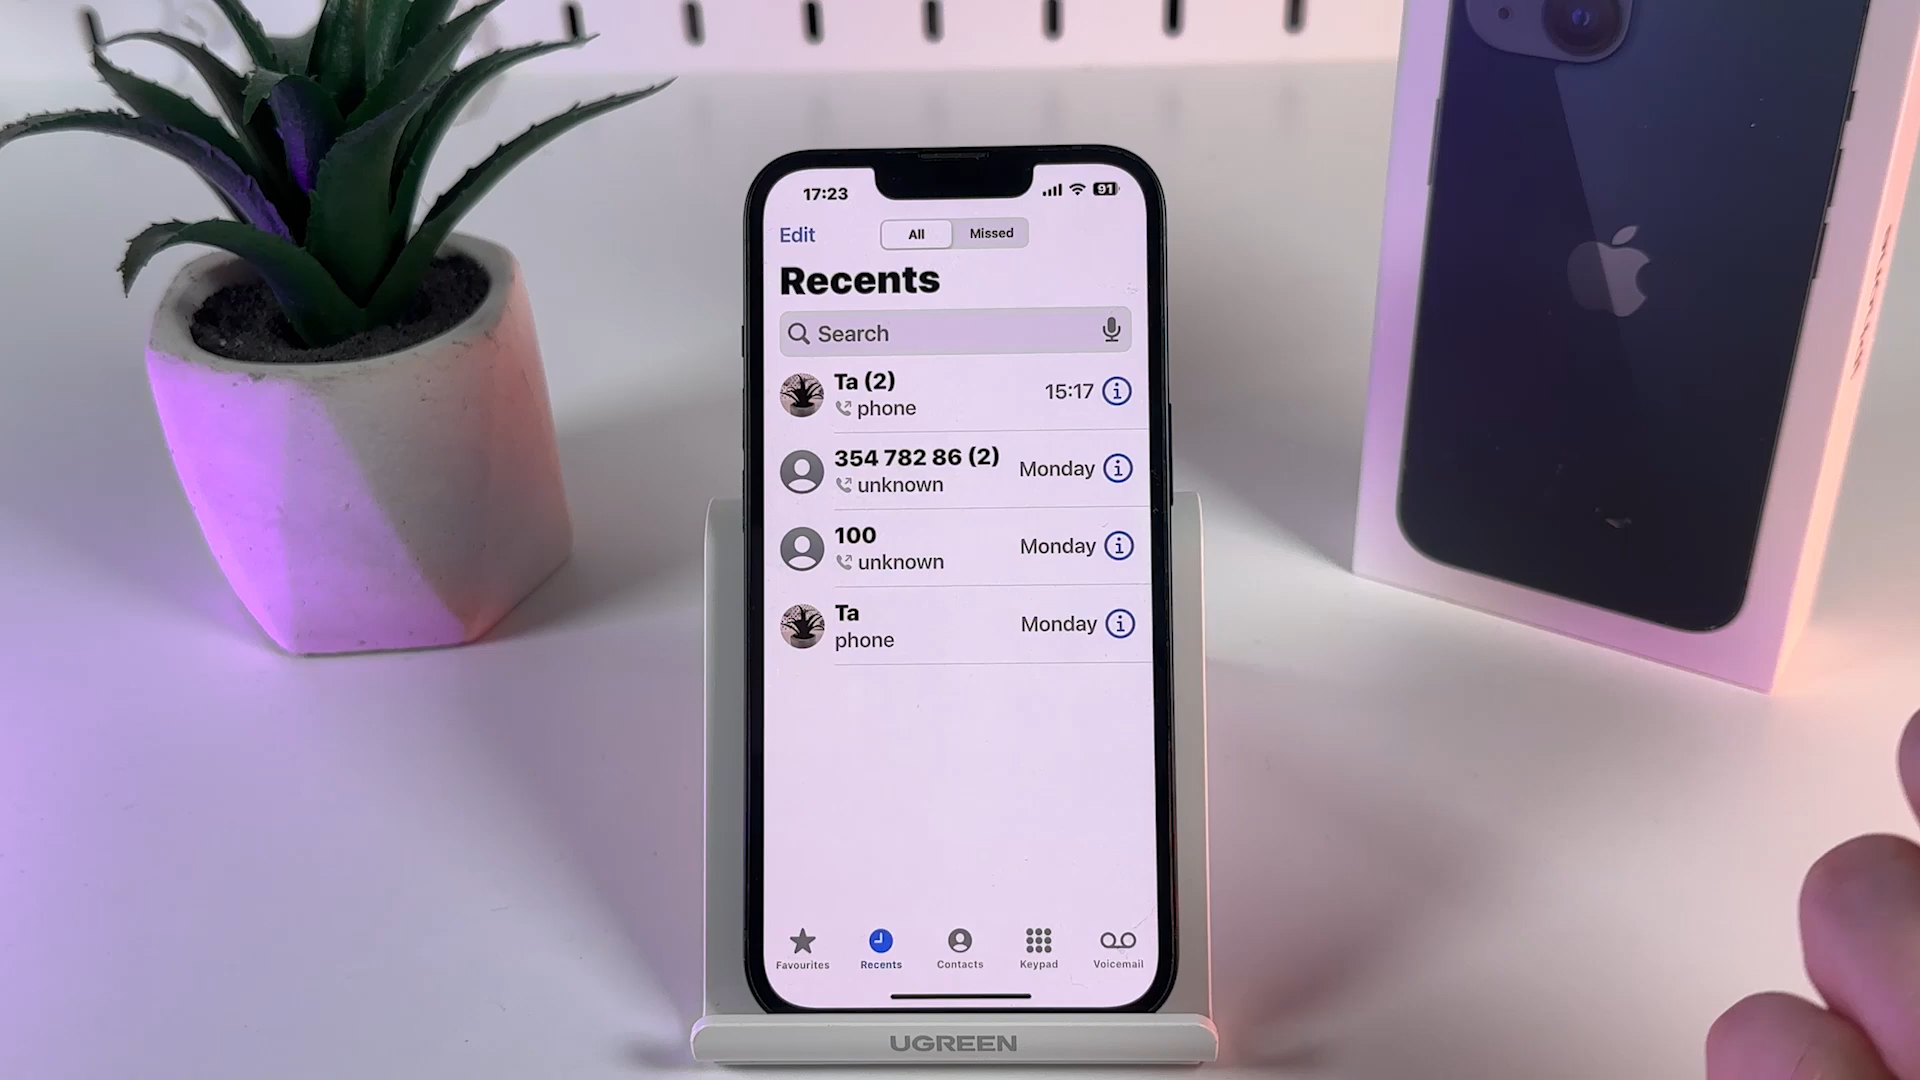 17:23
91
Edit
All
Missed
Recents
Search
Ta (2)
phone
15:17
354 782 86 (2)
unknown
Monday
100
unknown
Monday
Ta
phone
Monday
Favourites
Recents
Contacts
Keypad
Voicemail
UGREEN